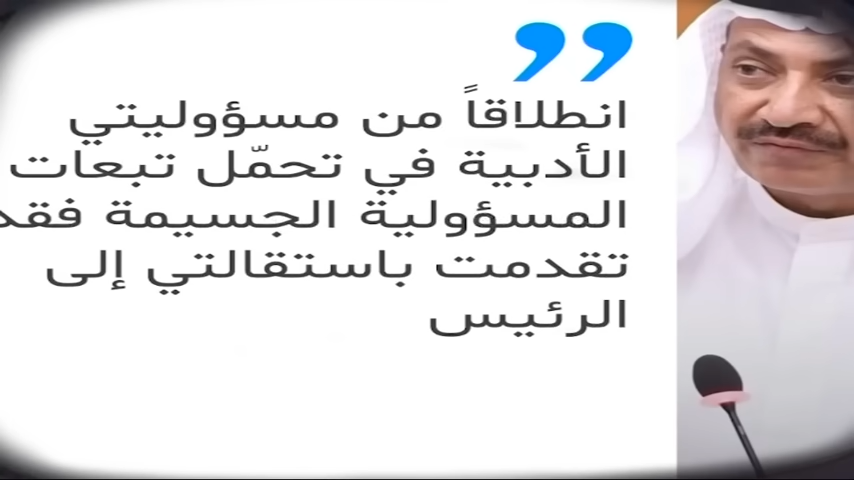 انطلاقاً من مسؤوليتي
الأدبية في تحمّل تبعات
المسؤولية الجسيمة فقد
تقدمت باستقالتي إلى
الرئيس